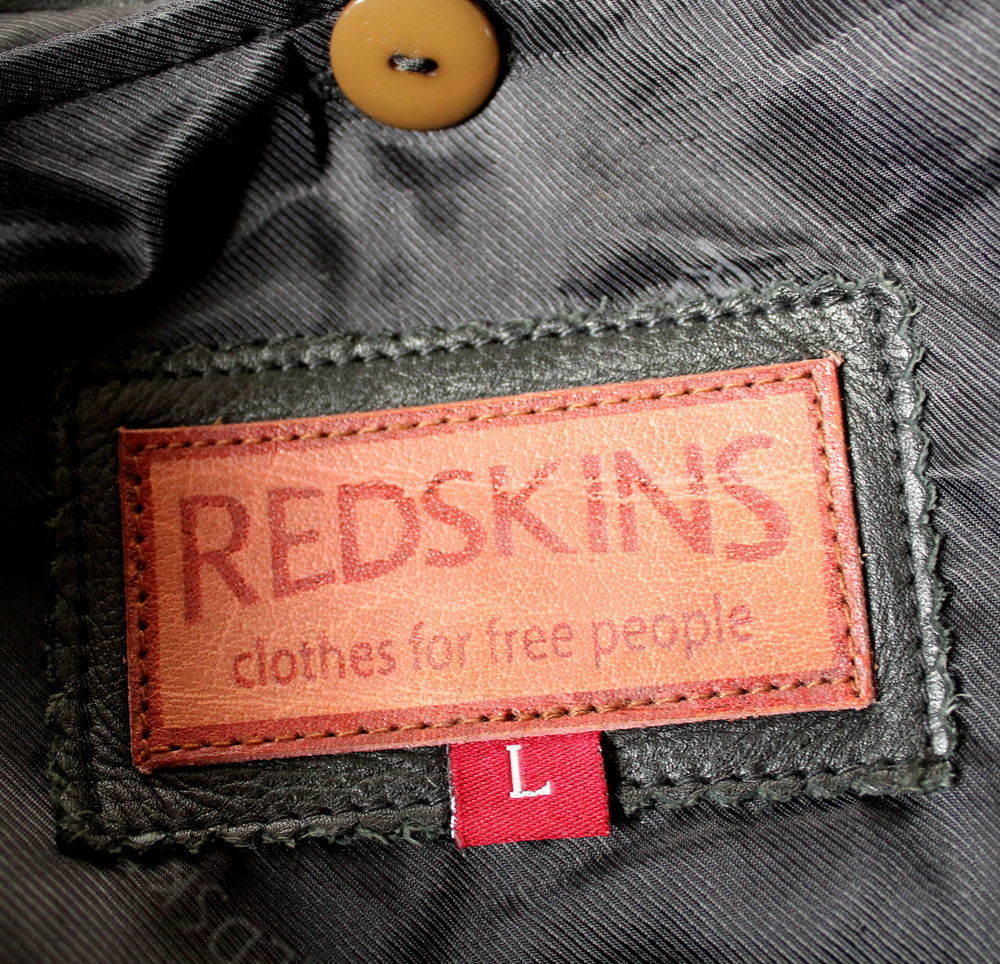 REDSKINS
clothes for free people
L